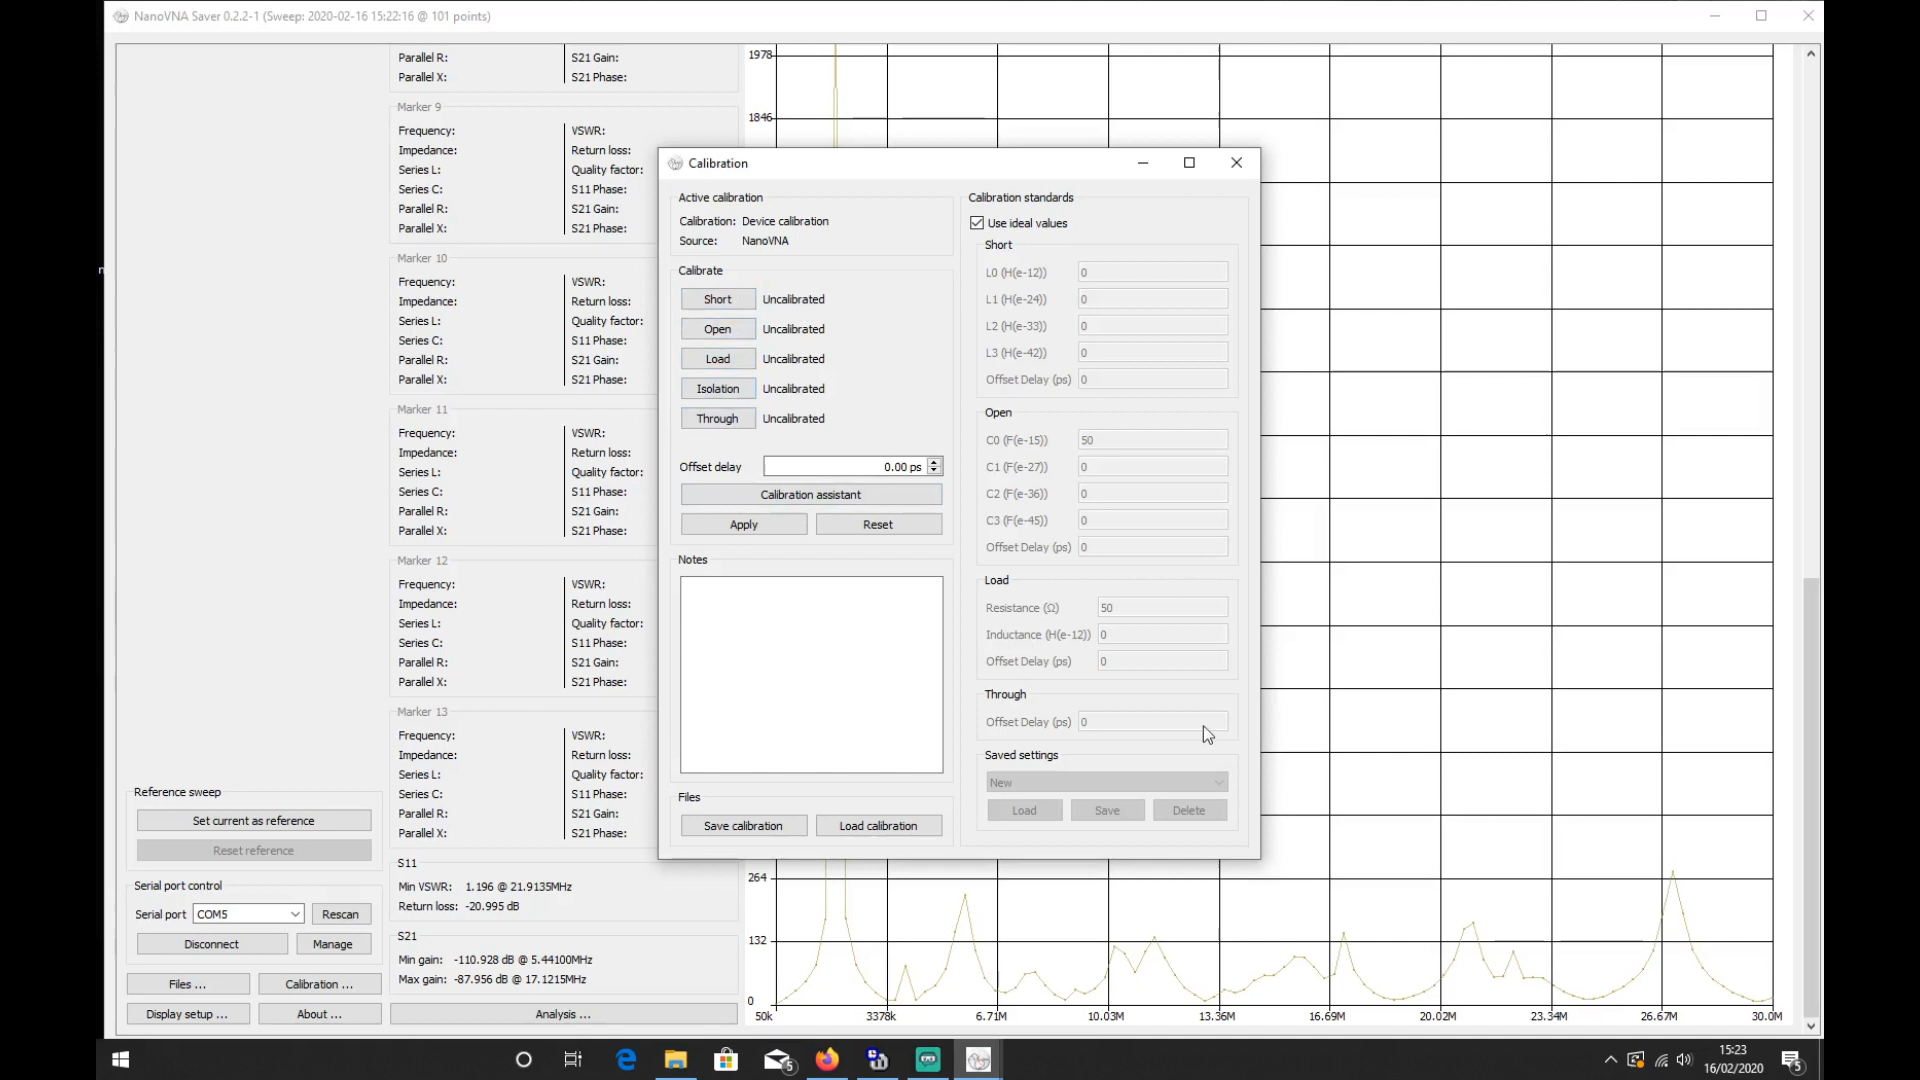 NanoVNA Saver 0.2.2-1 (Sweep: 2020-02-16 15:22:16 @ 101 points)
Parallel R: S21 Gain:
Parallel X: S21 Phase:
Marker 9
Frequency: VSWR:
Impedance: Return loss:
Series L: Quality factor:
Series C: S11 Phase:
Parallel R: S21 Gain:
Parallel X: S21 Phase:
Marker 10
Frequency: VSWR:
Impedance: Return loss:
Series L: Quality factor:
Series C: S11 Phase:
Parallel R: S21 Gain:
Parallel X: S21 Phase:
Marker 11
Frequency: VSWR:
Impedance: Return loss:
Series L: Quality factor:
Series C: S11 Phase:
Parallel R: S21 Gain:
Parallel X: S21 Phase:
Marker 12
Frequency: VSWR:
Impedance: Return loss:
Series L: Quality factor:
Series C: S11 Phase:
Parallel R: S21 Gain:
Parallel X: S21 Phase:
Marker 13
Frequency: VSWR:
Impedance: Return loss:
Series L: Quality factor:
Series C: S11 Phase:
Parallel R: S21 Gain:
Parallel X: S21 Phase:
S11
Min VSWR: 1.196 @ 21.9135MHz
Return loss: -20.995 dB
S21
Min gain: -110.928 dB @ 5.44100MHz
Max gain: -87.956 dB @ 17.1215MHz
Analysis ...
Reference sweep
Set current as reference
Reset reference
Serial port control
Serial port COM5 Rescan
Disconnect Manage
Files ... Calibration ...
Display setup ... About ...
1978
1846
264
132
0
50k 3378k 6.71M 10.03M 13.36M 16.69M 20.02M 23.34M 26.67M 30.0M
Calibration
Active calibration
Calibration: Device calibration
Source: NanoVNA
Calibrate
Short Uncalibrated
Open Uncalibrated
Load Uncalibrated
Isolation Uncalibrated
Through Uncalibrated
Offset delay 0.00 ps
Calibration assistant
Apply Reset
Notes
Files
Save calibration Load calibration
Calibration standards
Use ideal values
Short
L0 (H(e-12)) 0
L1 (H(e-24)) 0
L2 (H(e-33)) 0
L3 (H(e-42)) 0
Offset Delay (ps) 0
Open
C0 (F(e-15)) 50
C1 (F(e-27)) 0
C2 (F(e-36)) 0
C3 (F(e-45)) 0
Offset Delay (ps) 0
Load
Resistance (Ω) 50
Inductance (H(e-12)) 0
Offset Delay (ps) 0
Through
Offset Delay (ps) 0
Saved settings
New
Load Save Delete
5
15:23
16/02/2020
5